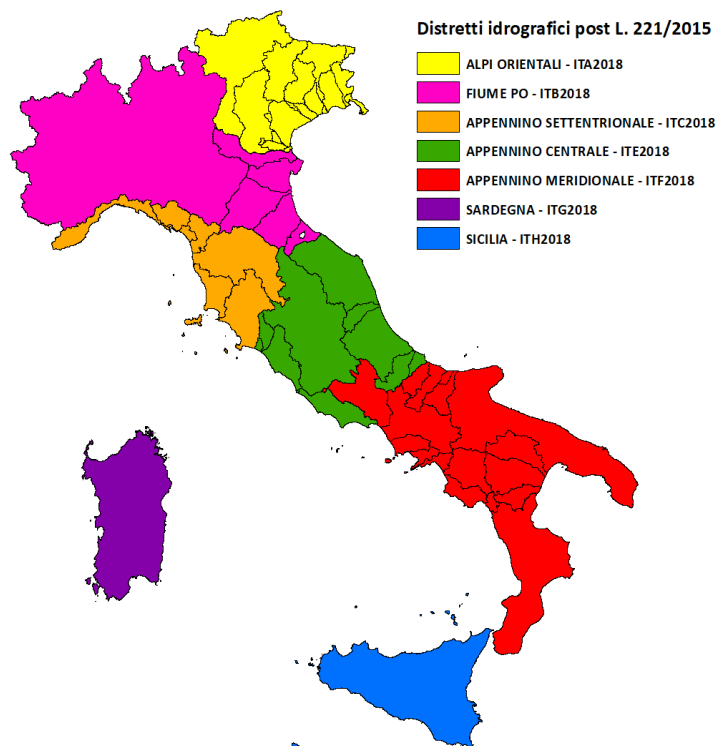 Distretti idrografici post L. 221/2015
ALPI ORIENTALI - ITA2018
FIUME PO - ITB2018
APPENNINO SETTENTRIONALE - ITC2018
APPENNINO CENTRALE - ITE2018
APPENNINO MERIDIONALE - ITF2018
SARDEGNA - ITG2018
SICILIA - ITH2018